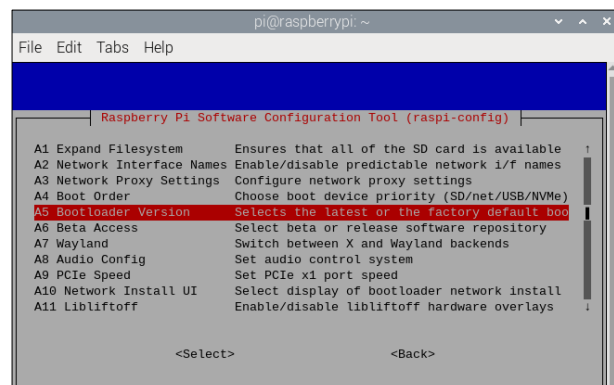 pi@raspberrypi: ~
File Edit Tabs Help
Raspberry Pi Software Configuration Tool (raspi-config)
A1 Expand Filesystem Ensures that all of the SD card is available
A2 Network Interface Names Enable/disable predictable network i/f names
A3 Network Proxy Settings Configure network proxy settings
A4 Boot Order Choose boot device priority (SD/net/USB/NVMe)
A5 Bootloader Version Selects the latest or the factory default boo
A6 Beta Access Select beta or release software repository
A7 Wayland Switch between X and Wayland backends
A8 Audio Config Set audio control system
A9 PCIe Speed Set PCIe x1 port speed
A10 Network Install UI Select display of bootloader network install
A11 Libliftoff Enable/disable libliftoff hardware overlays
<Select> <Back>